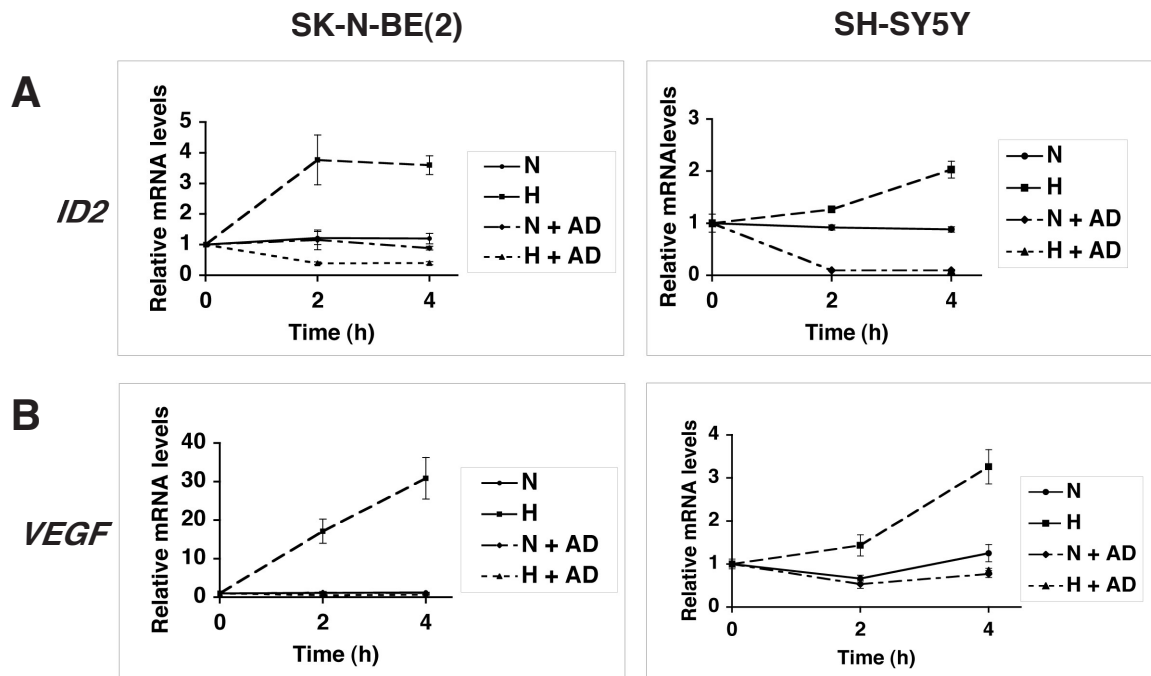 SK-N-BE(2)
SH-SY5Y
A
ID2
Relative mRNA levels
5
4
3
2
1
0
0 2 4
Time (h)
N
H
N + AD
H + AD
Relative mRNAlevels
3
2
1
0
0 2 4
Time (h)
N
H
N + AD
H + AD
B
VEGF
Relative mRNA levels
40
30
20
10
0
0 2 4
Time (h)
N
H
N + AD
H + AD
Relative mRNA levels
4
3
2
1
0
0 2 4
Time (h)
N
H
N + AD
H + AD